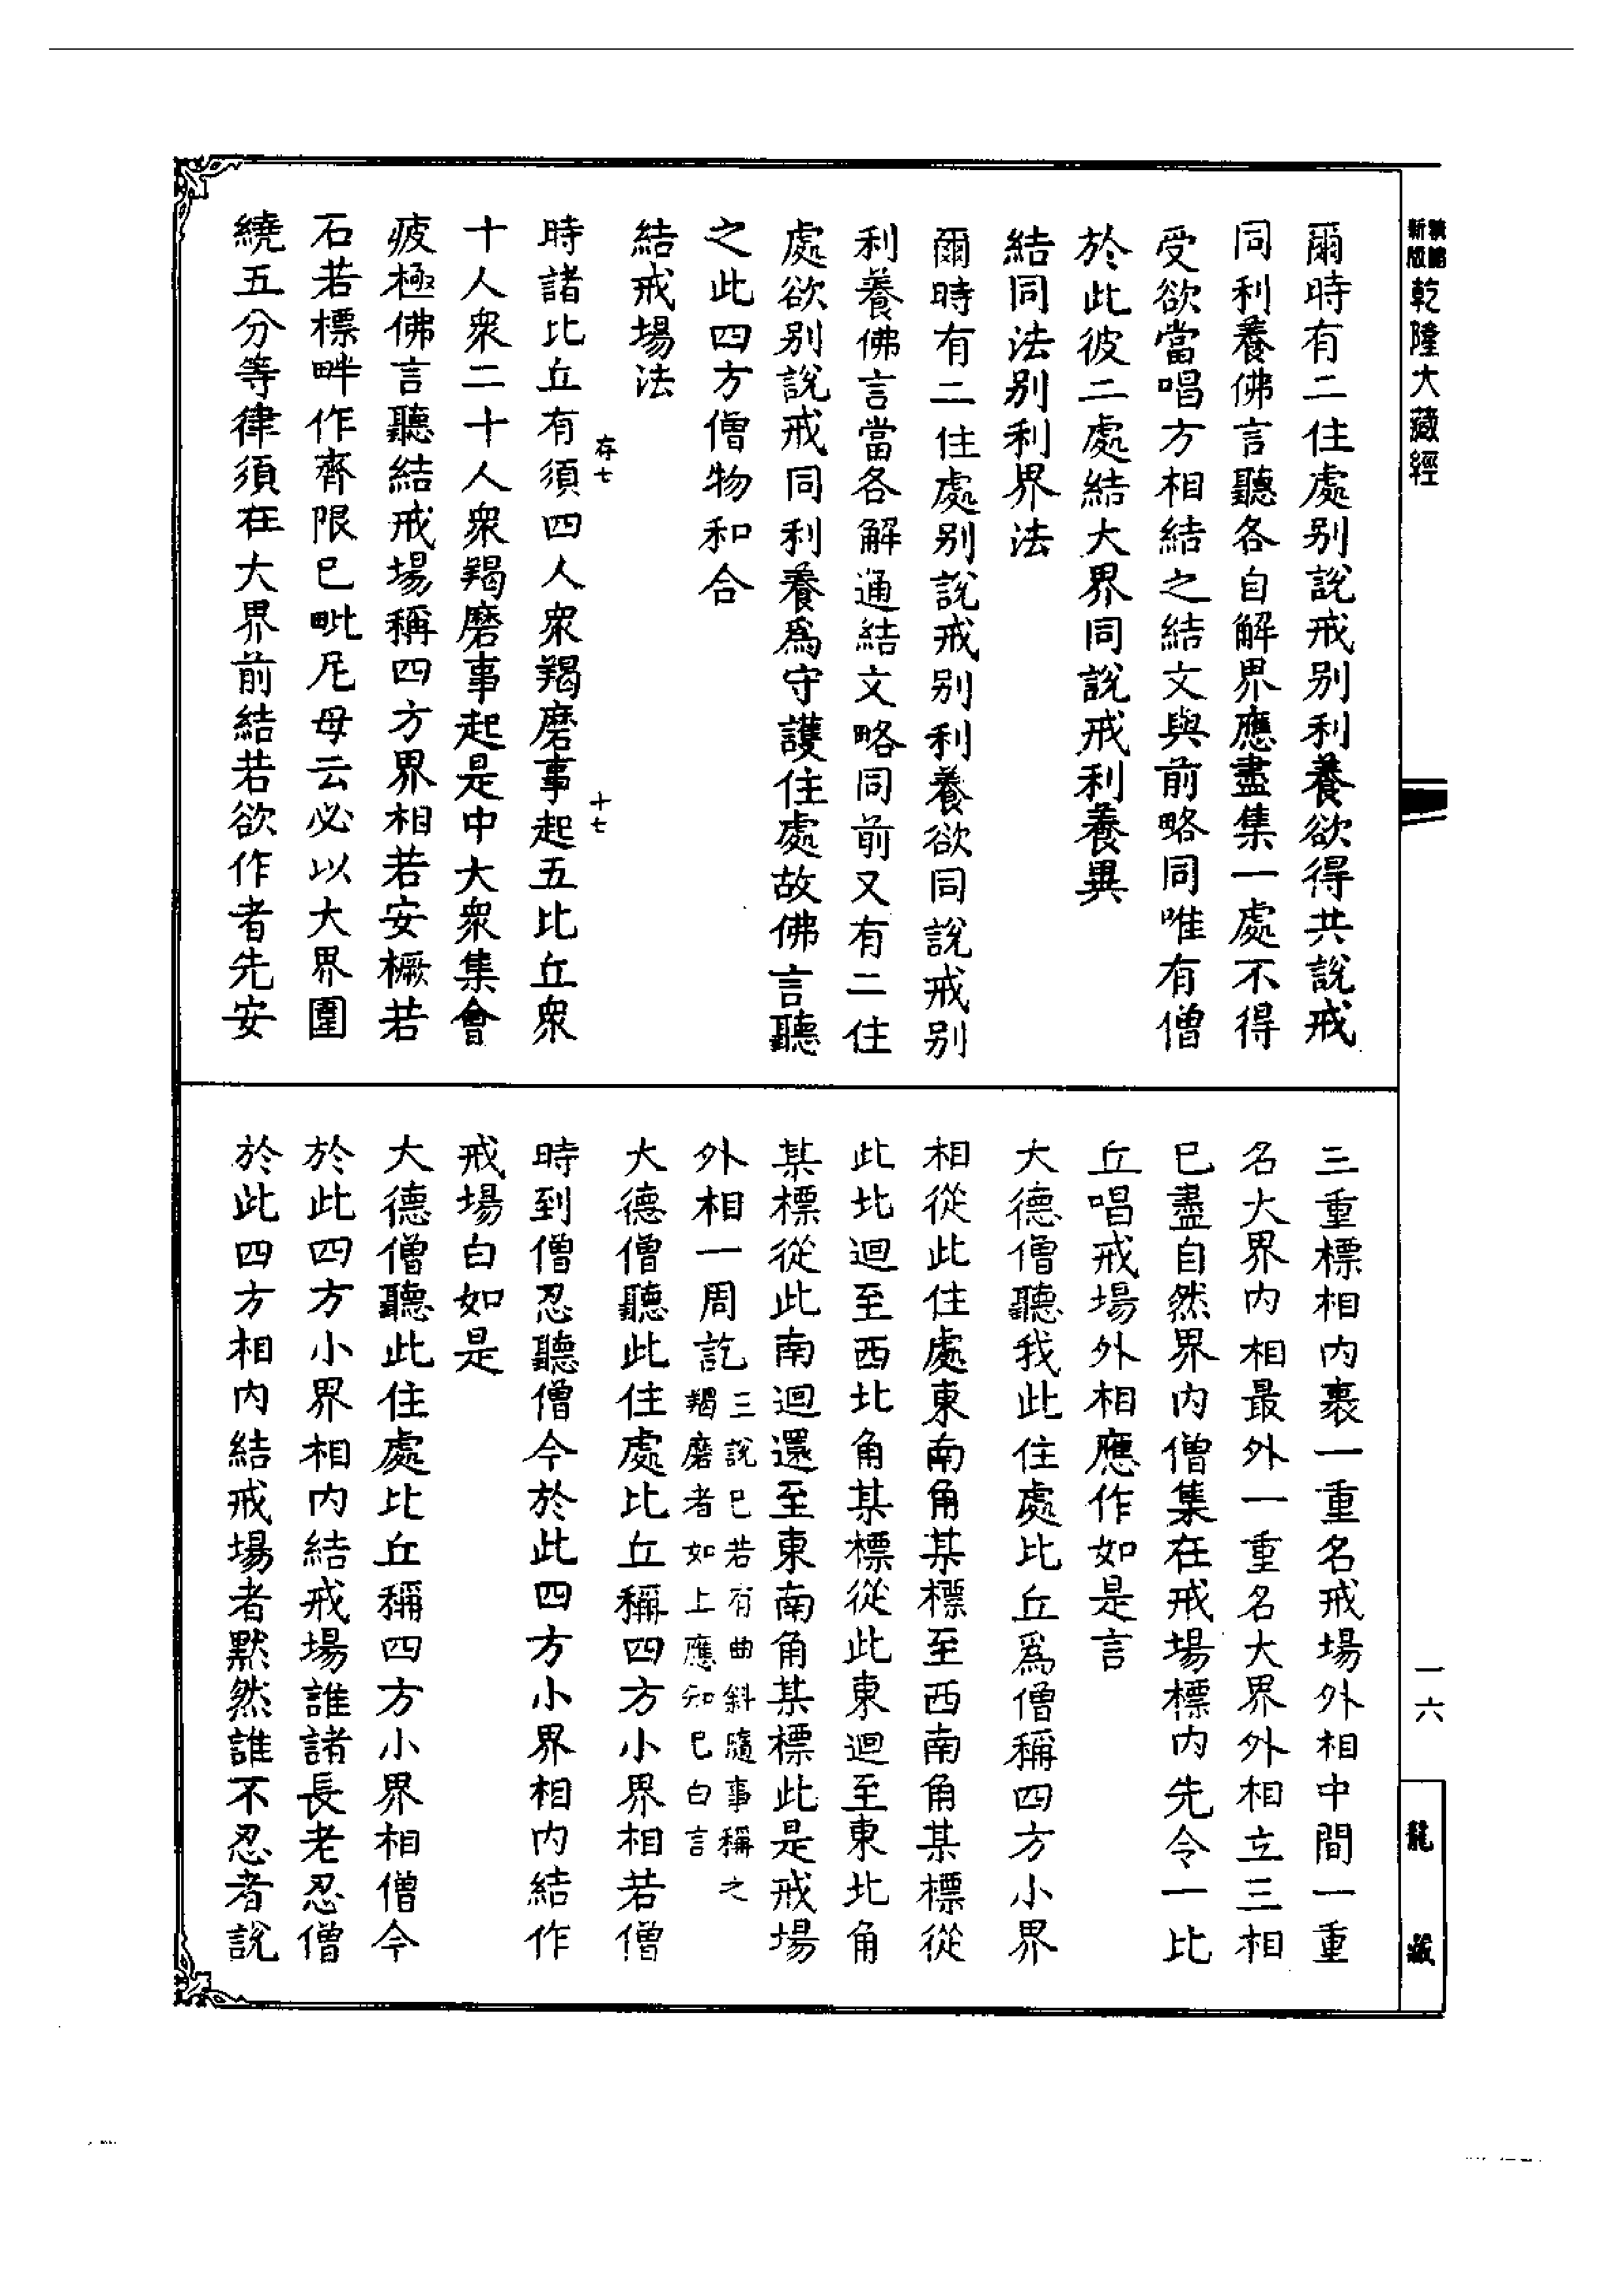 新版乾隆大藏經
爾時有二住處別說戒別利養欲得共說戒
同利養佛言聽各自解界應盡集一處不得
受欲當唱方相結之結文與前略同唯有僧
於此彼二處結大界同說戒利養異
結同法別利界法
爾時有二住處別說戒別利養欲同說戒別
利養佛言當各解通結文略同前又有二住
處欲別說戒同利養爲守護住處故佛言聽
之此四方僧物和合
結戒場法
存七
十七
時諸比丘有須四人衆羯磨事起五比丘衆
十人衆二十人衆羯磨事起是中大衆集會
疲極佛言聽結戒場稱四方界相若安橛若
石若標畔作齊限已毗尼母云必以大界圍
繞五分等律須在大界前結若欲作者先安
三重標相內裹一重名戒場外相中間一重
名大界內相最外一重名大界外相立三相
已盡自然界內僧集在戒場標內先令一比
丘唱戒場外相應作如是言
大德僧聽我此住處比丘爲僧稱四方小界
相從此住處東南角某標至西南角某標從
此北迴至西北角某標從此東迴至東北角
某標從此南迴還至東南角某標此是戒場
外相一周訖三說已若有曲斜隨事稱之
羯磨者如上應知已白言
大德僧聽此住處比丘稱四方小界相若僧
時到僧忍聽僧今於此四方小界相內結作
戒場白如是
大德僧聽此住處比丘稱四方小界相僧今
於此四方小界相內結戒場誰諸長老忍僧
於此四方相內結戒場者默然誰不忍者說
一六
龍藏